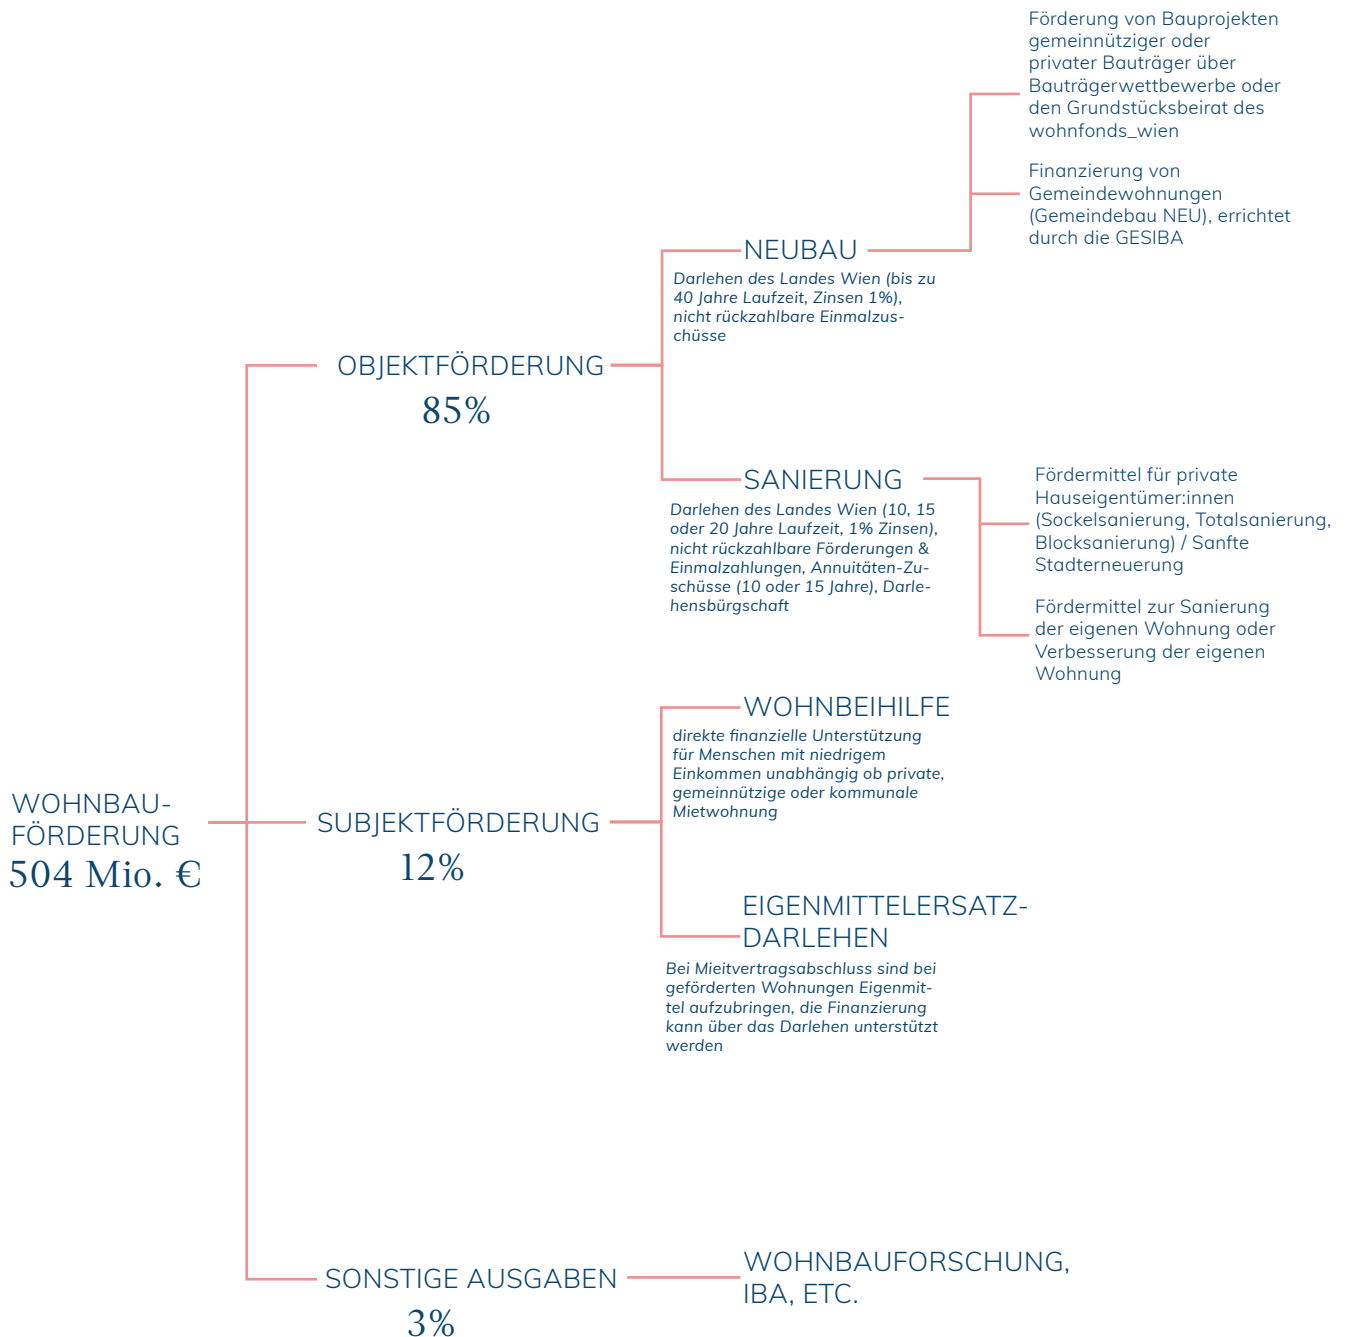 Förderung von Bauprojekten
gemeinnütziger oder
privater Bauträger über
Bauträgerwettbewerbe oder
den Grundstücksbeirat des
wohnfonds_wien
Finanzierung von
Gemeindewohnungen
(Gemeindebau NEU), errichtet
durch die GESIBA
NEUBAU
Darlehen des Landes Wien (bis zu
40 Jahre Laufzeit, Zinsen 1%),
nicht rückzahlbare Einmalzus-
chüsse
OBJEKTFÖRDERUNG
85%
SANIERUNG
Darlehen des Landes Wien (10, 15
oder 20 Jahre Laufzeit, 1% Zinsen),
nicht rückzahlbare Förderungen &
Einmalzahlungen, Annuitäten-Zu-
schüsse (10 oder 15 Jahre), Darle-
hensbürgschaft
Fördermittel für private
Hauseigentümer:innen
(Sockelsanierung, Totalsanierung,
Blocksanierung) / Sanfte
Stadterneuerung
Fördermittel zur Sanierung
der eigenen Wohnung oder
Verbesserung der eigenen
Wohnung
WOHNBEIHILFE
direkte finanzielle Unterstützung
für Menschen mit niedrigem
Einkommen unabhängig ob private,
gemeinnützige oder kommunale
Mietwohnung
WOHNBAU-
FÖRDERUNG
504 Mio. €
SUBJEKTFÖRDERUNG
12%
EIGENMITTELERSATZ-
DARLEHEN
Bei Mieitvertragsabschluss sind bei
geförderten Wohnungen Eigenmit-
tel aufzubringen, die Finanzierung
kann über das Darlehen unterstützt
werden
SONSTIGE AUSGABEN
3%
WOHNBAUFORSCHUNG,
IBA, ETC.